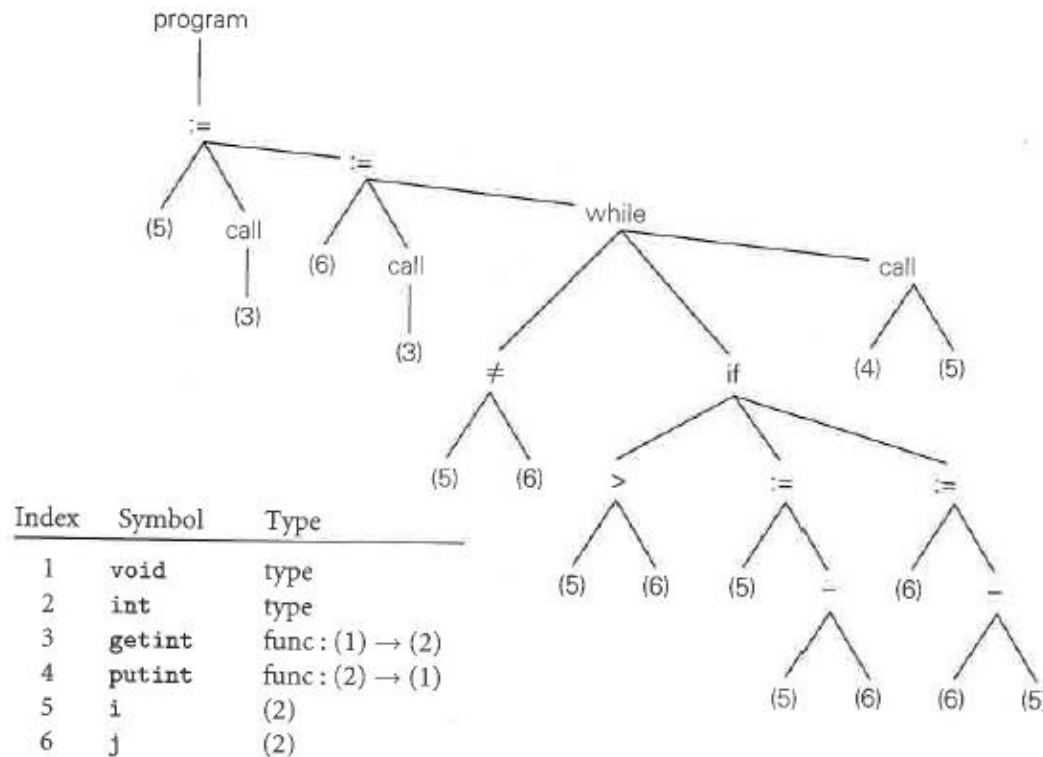 program
:=
:=
(5) call
while
(6) call
call
(3)
(3)
≠
if
(4) (5)
(5) (6)
>
:=
:=
(5) (6) (5) − (6) −
(5) (6) (6) (5)
Index Symbol Type
1 void type
2 int type
3 getint func : (1) → (2)
4 putint func : (2) → (1)
5 i (2)
6 j (2)